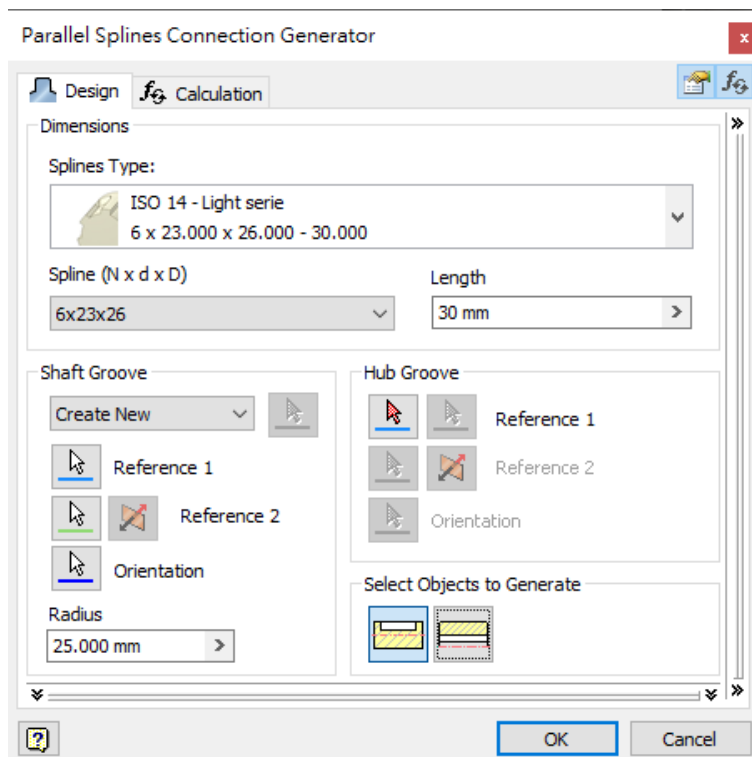 Parallel Splines Connection Generator
x
Design
Calculation
Dimensions
Splines Type:
ISO 14 - Light serie
6 x 23.000 x 26.000 - 30.000
Spline (N x d x D)
Length
6x23x26
30 mm
Shaft Groove
Create New
Reference 1
Reference 2
Orientation
Radius
25.000 mm
Hub Groove
Reference 1
Reference 2
Orientation
Select Objects to Generate
?
OK
Cancel